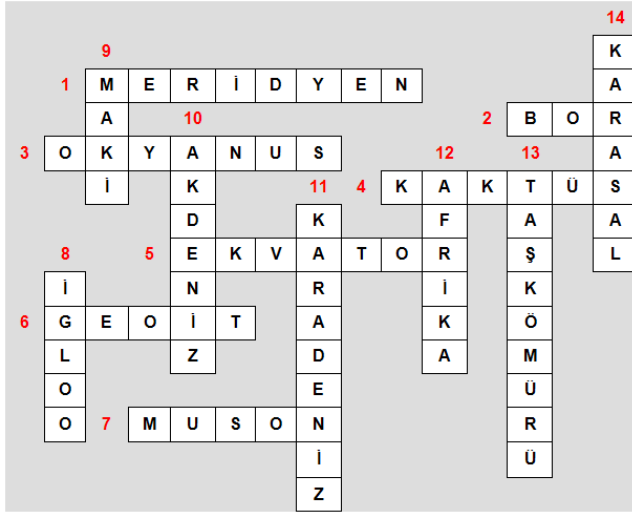 14
9 K
1 M E R İ D Y E N A
A 10 2 B O R
3 O K Y A N U S 12 13 A
İ K 11 4 K A K T Ü S
D K F A A
8 5 E K V A T O R Ş L
İ N R İ K
6 G E O İ T A K Ö
L Z D A M
O E Ü
O 7 M U S O N R
İ Ü
Z